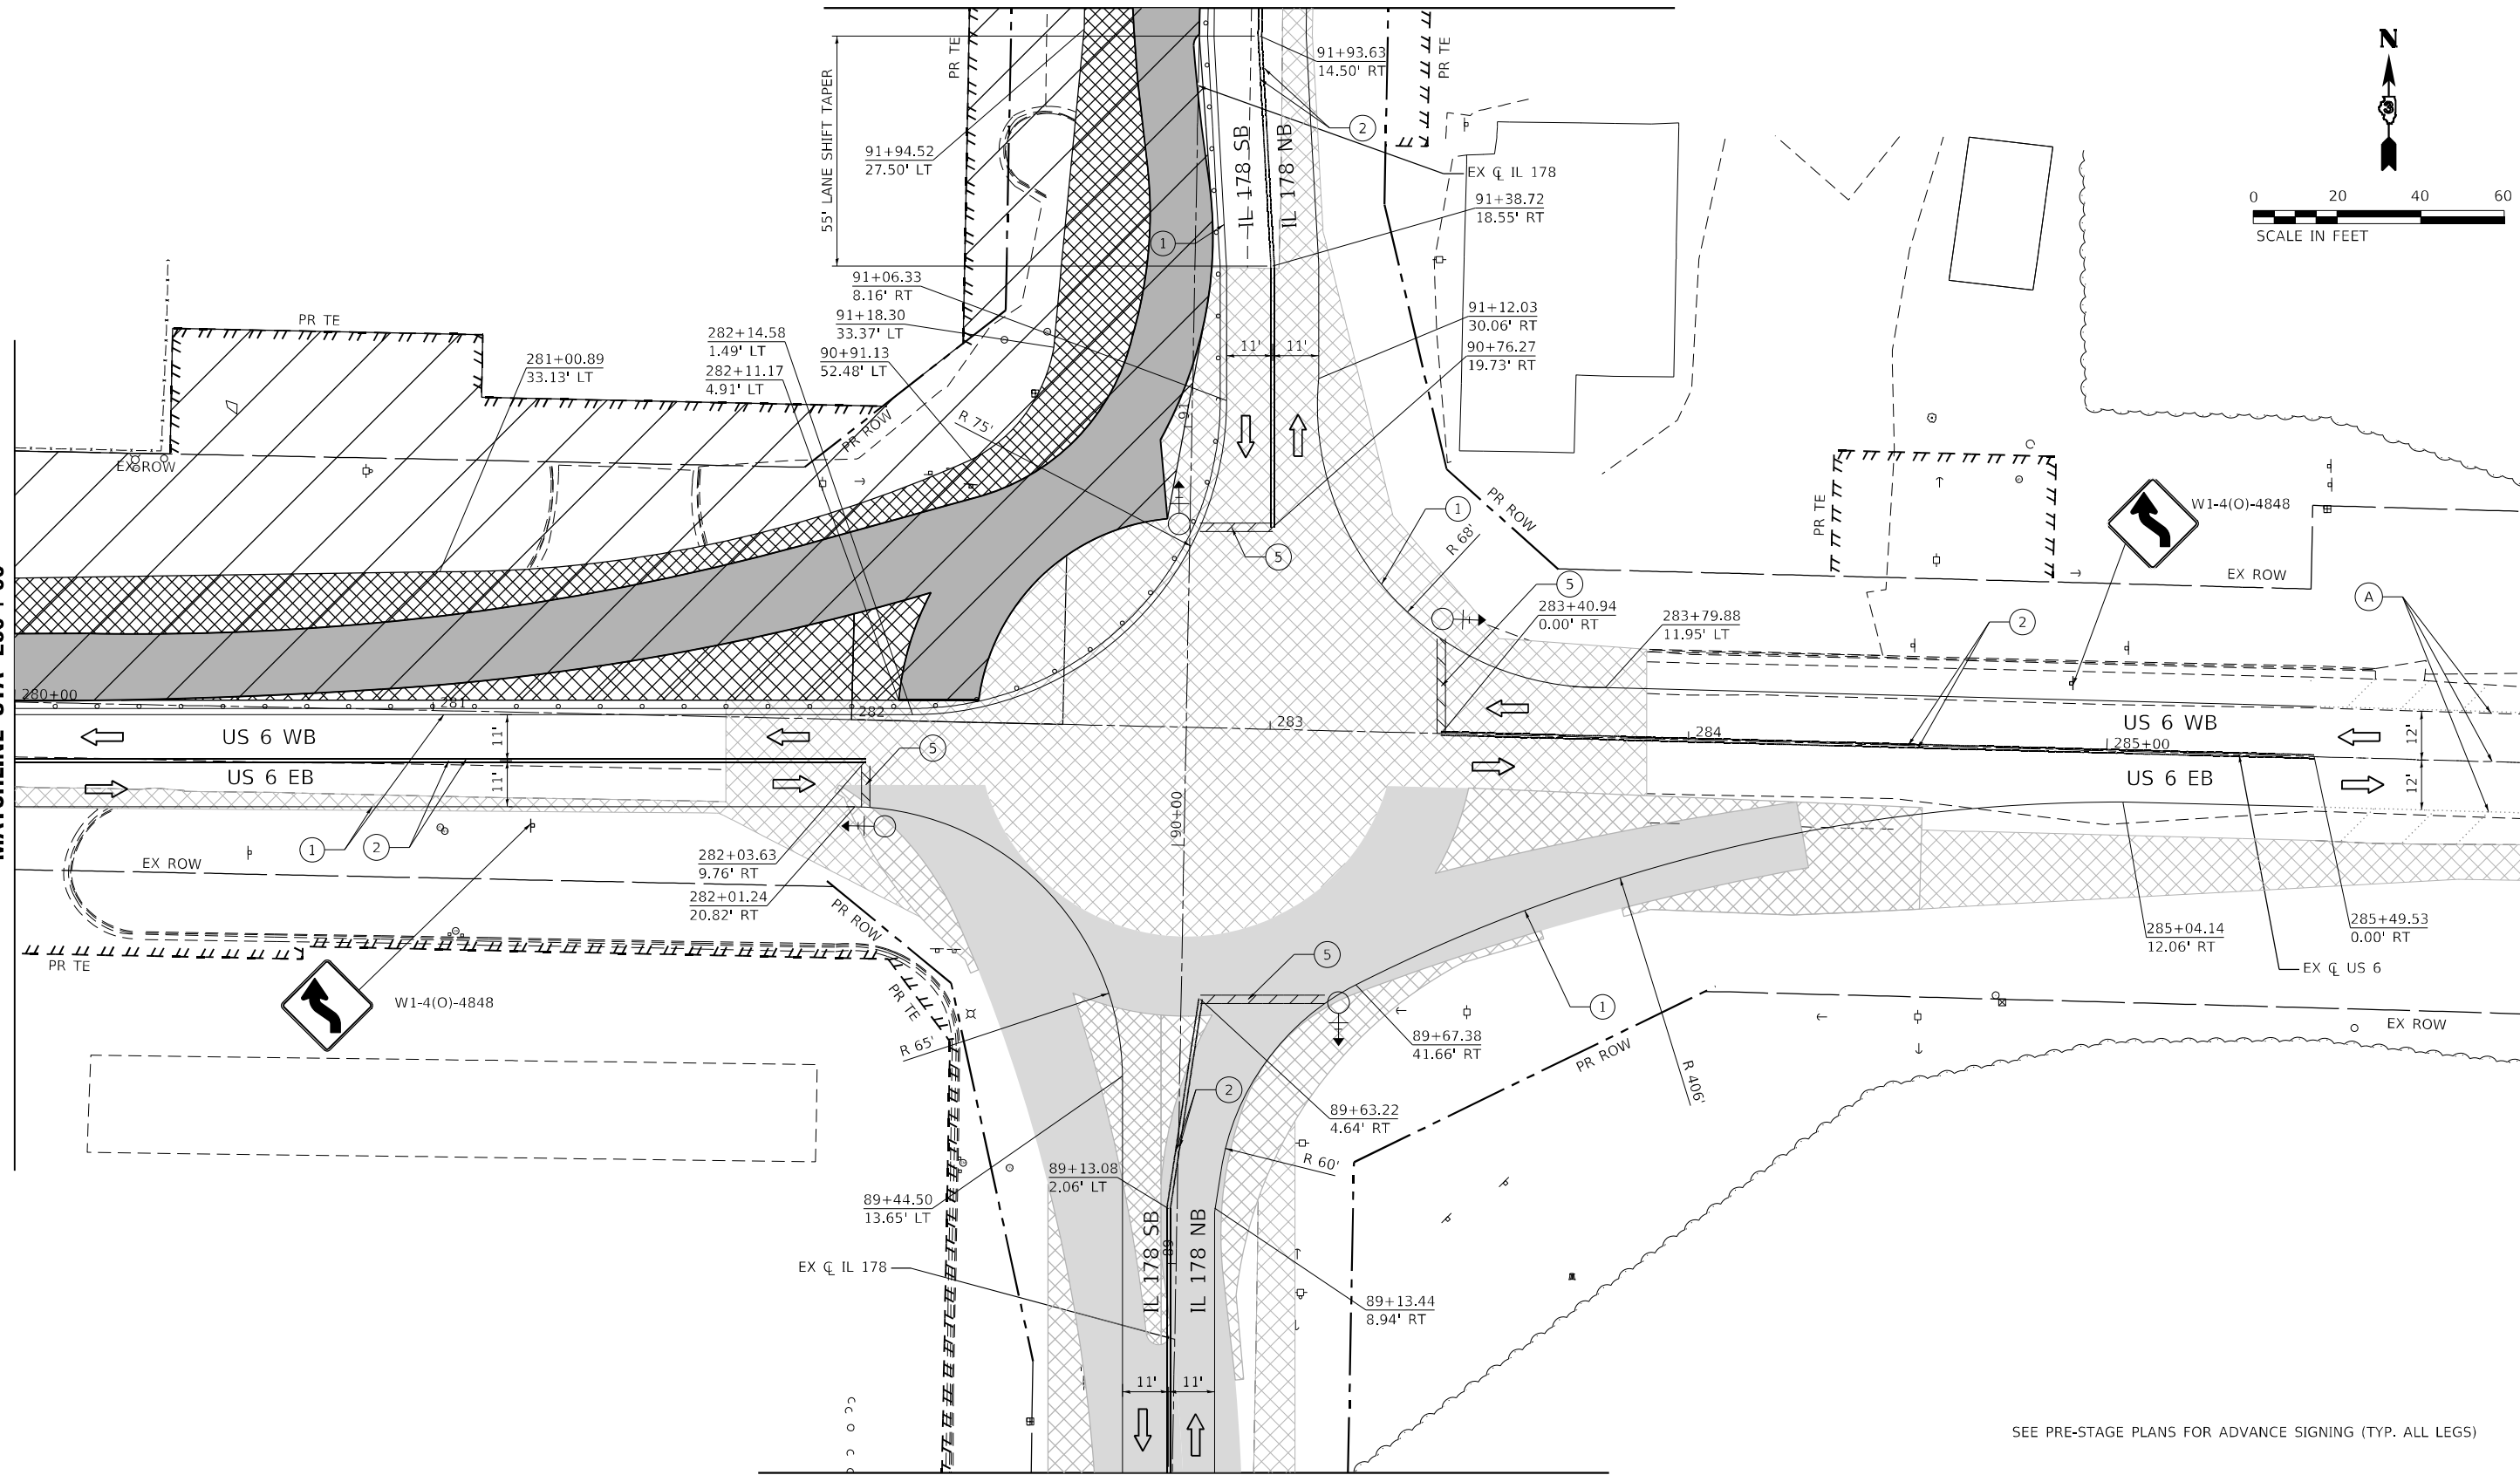 N
3
0 20 40 60
SCALE IN FEET
PR TE
PR TE
55' LANE SHIFT TAPER
91+93.63
14.50' RT
2
IL 178 SB
IL 178 NB
EX ℄ IL 178
91+94.52
27.50' LT
91+38.72
18.55' RT
1
91+06.33
8.16' RT
91+18.30
33.37' LT
90+91.13
52.48' LT
282+14.58
1.49' LT
282+11.17
4.91' LT
PR TE
281+00.89
33.13' LT
91+12.03
30.06' RT
90+76.27
19.73' RT
11' 11'
91
R 75'
PR ROW
EX ROW
PR ROW
1
R 68'
5
5
283+40.94
0.00' RT
283+79.88
11.95' LT
PR TE
W1-4(O)-4848
EX ROW
A
2
280+00
281
282
283
284
285+00
US 6 WB
US 6 EB
11'
11'
5
US 6 WB
US 6 EB
12'
12'
90+00
1
2
EX ROW
282+03.63
9.76' RT
282+01.24
20.82' RT
PR ROW
PR TE
PR TE
W1-4(O)-4848
R 65'
5
1
89+67.38
41.66' RT
R 406'
PR ROW
285+04.14
12.06' RT
285+49.53
0.00' RT
EX ℄ US 6
EX ROW
2
89+63.22
4.64' RT
R 60'
89+13.08
2.06' LT
89+44.50
13.65' LT
IL 178 SB
89
IL 178 NB
EX ℄ IL 178
89+13.44
8.94' RT
11' 11'
SEE PRE-STAGE PLANS FOR ADVANCE SIGNING (TYP. ALL LEGS)